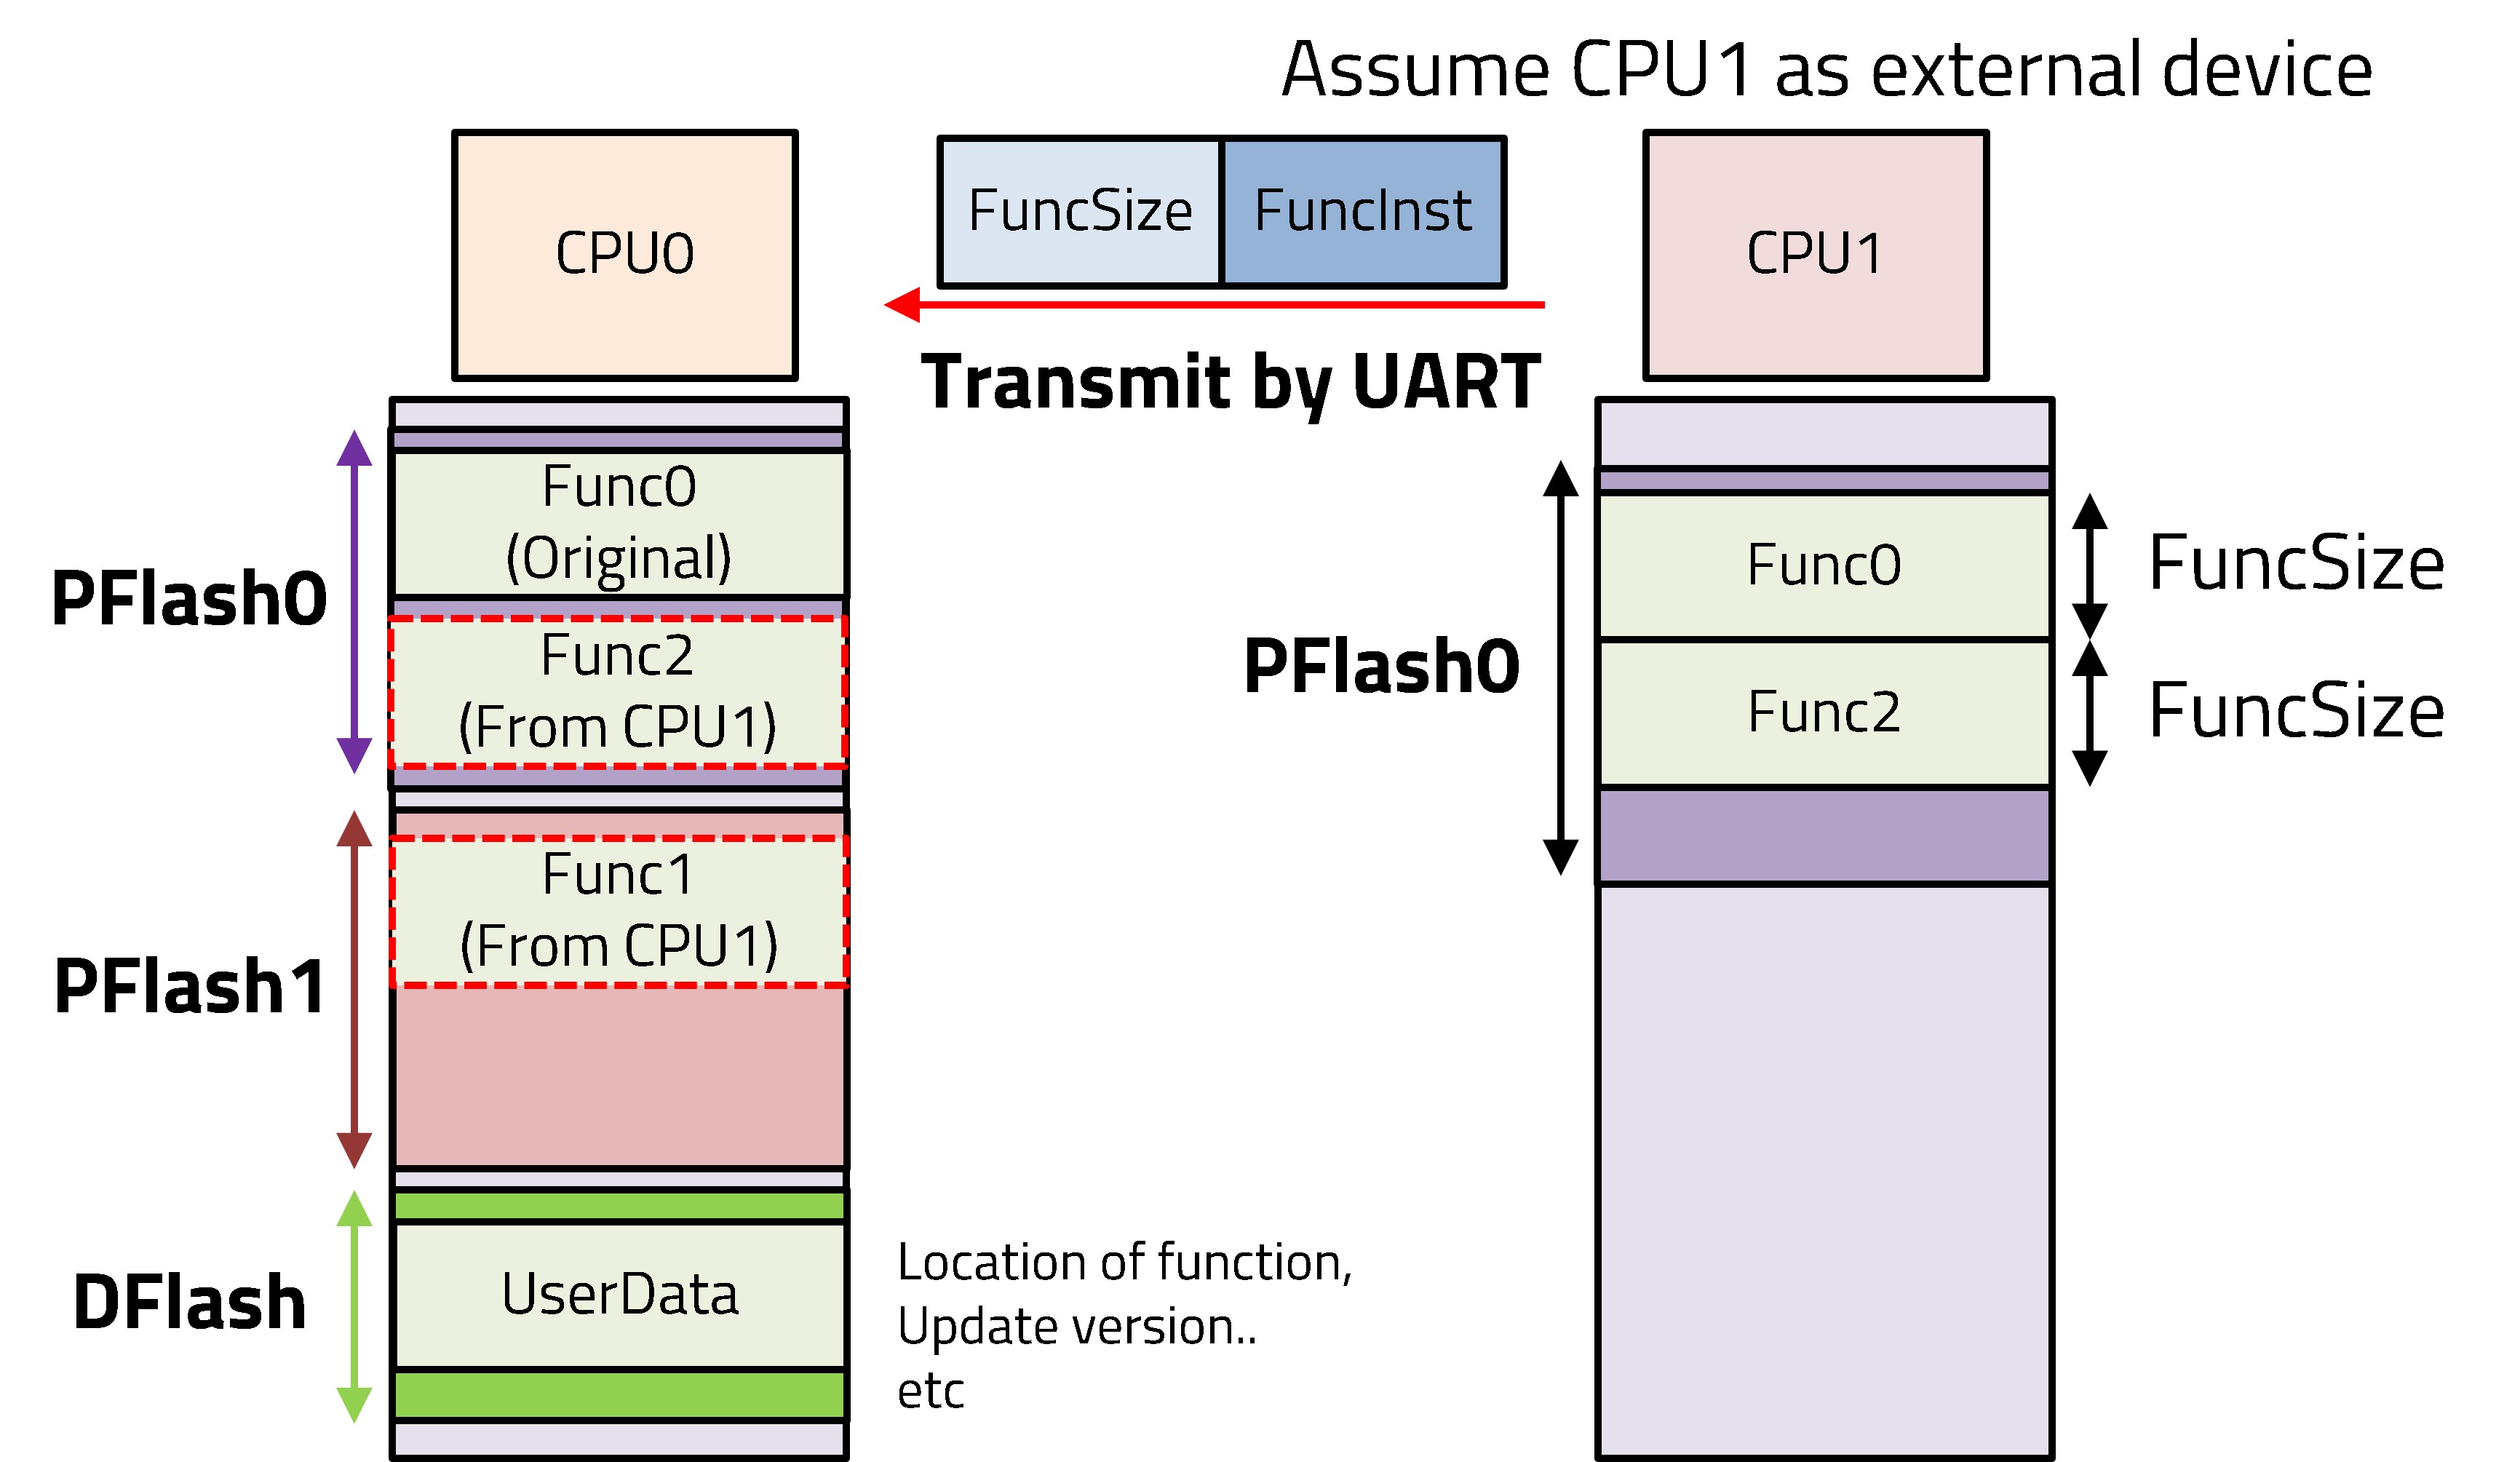 Assume CPU1 as external device
CPU0
FuncSize
FuncInst
CPU1
Transmit by UART
PFlash0
Func0
(Original)
Func2
(From CPU1)
PFlash1
Func1
(From CPU1)
DFlash
UserData
Location of function,
Update version..
etc
PFlash0
Func0
FuncSize
Func2
FuncSize